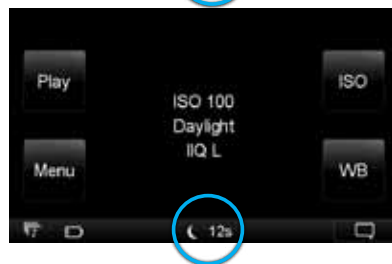 Play
ISO
ISO 100
Daylight
IIQ L
Menu
WB
12s